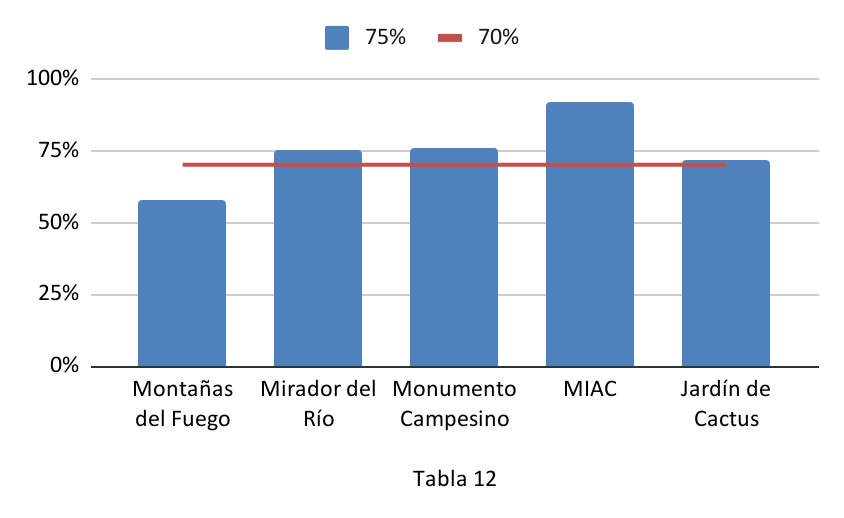 75% 70%
100%
75%
50%
25%
0%
Montañas del Fuego
Mirador del Río
Monumento Campesino
MIAC
Jardín de Cactus
Tabla 12